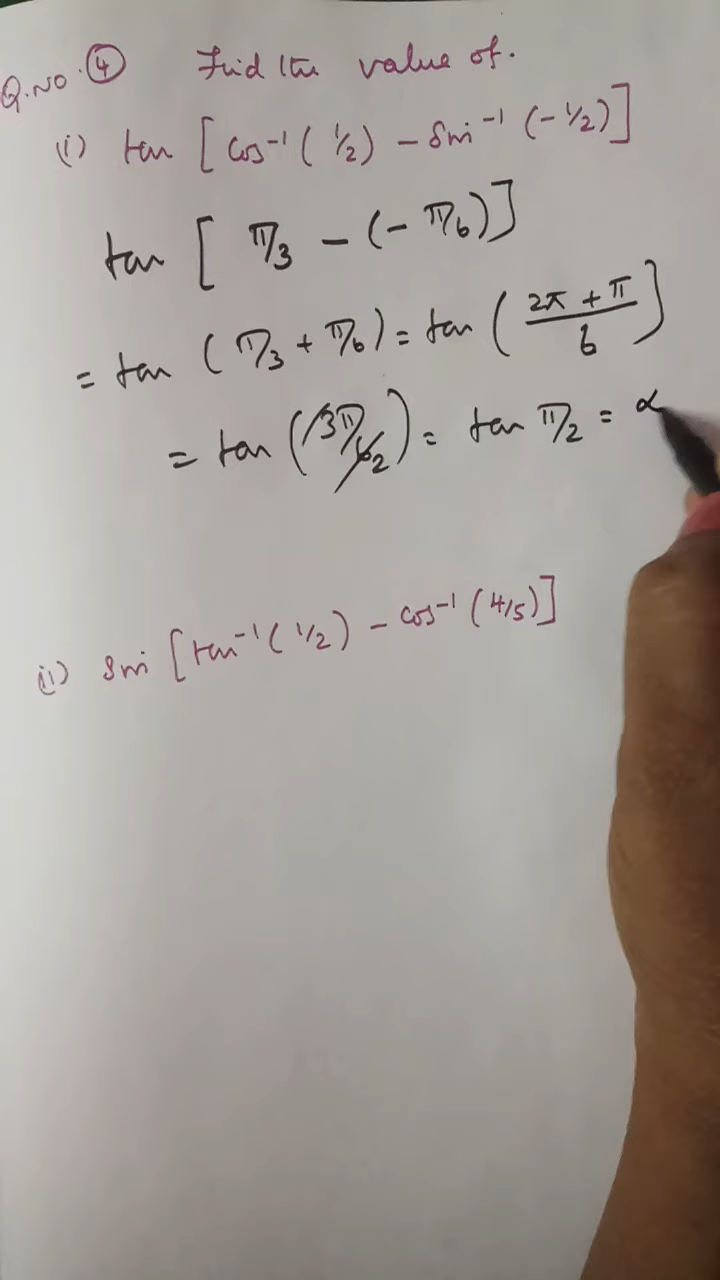 Q.NO. ④ Find the value of.
(i) tan [ cos⁻¹ ( 1/2 ) - Sin⁻¹ (- 1/2) ]
tan [ π/3 - (- π/6) ]
= tan ( π/3 + π/6 ) = tan ( (2π + π)/6 )
= tan ( 3π/6 2 ) = tan π/2 = ∝
(ii) Sin [ tan⁻¹ ( 1/2 ) - cos⁻¹ ( 4/5 ) ]